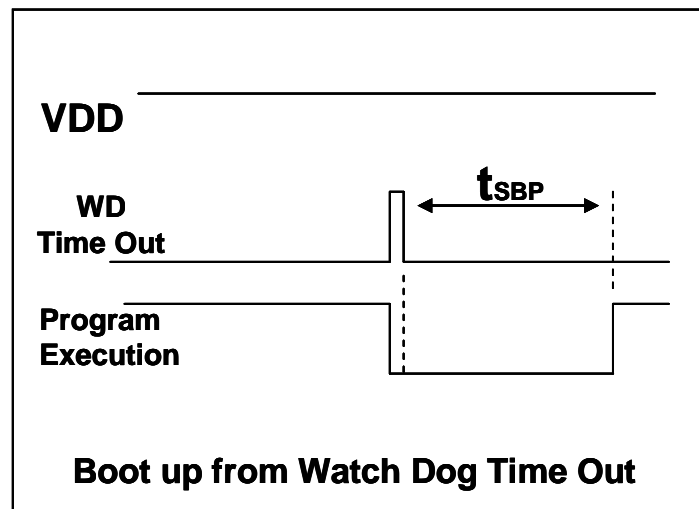 VDD
tSBP
WD
Time Out
Program
Execution
Boot up from Watch Dog Time Out